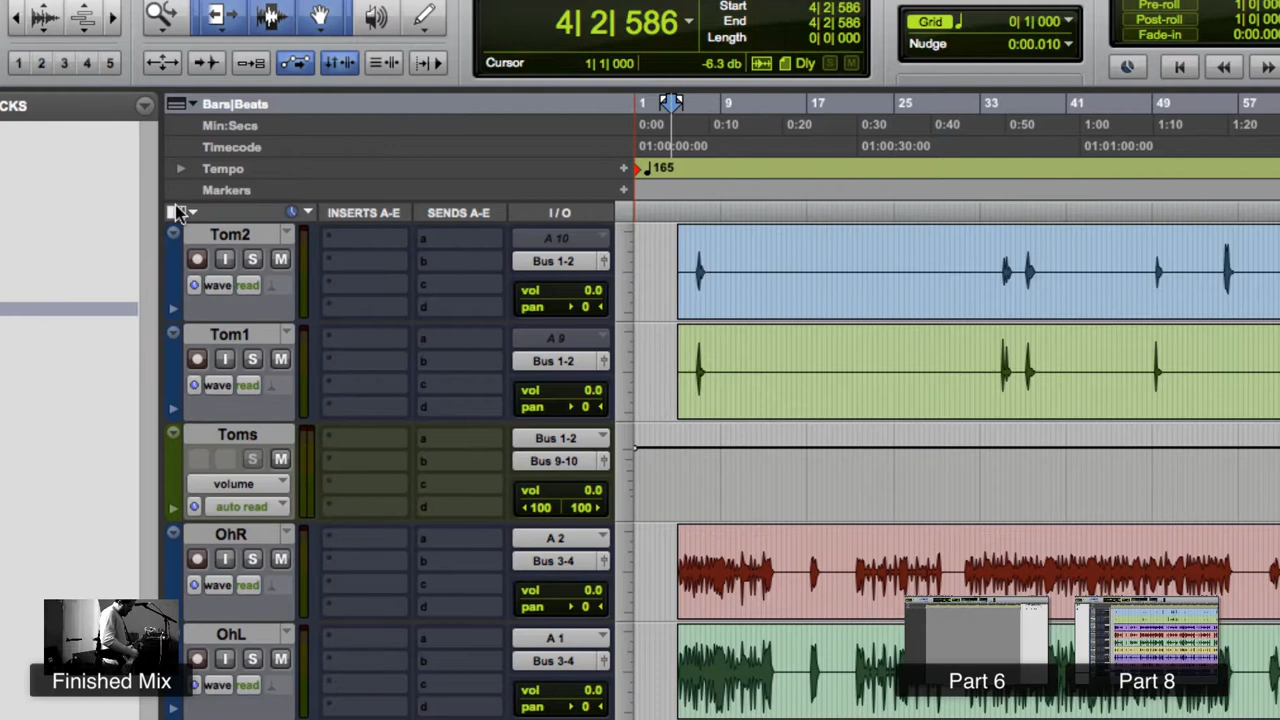 4| 2| 586
Start 4| 2| 586
End 4| 2| 586
Length 0| 0| 000
Cursor 1| 1| 000 -6.3 db Dly S M
Grid 0| 1| 000
Nudge 0:00.010
Pre-roll
Post-roll
Fade-in 0:00.00
1 2 3 4 5
CKS
Bars|Beats 1 9 17 25 33 41 49 57
Min:Secs 0:00 0:10 0:20 0:30 0:40 0:50 1:00 1:10 1:20
Timecode 01:00:00:00 01:00:30:00 01:01:00:00
Tempo + 165
Markers +
INSERTS A-E SENDS A-E I / O
Tom2 a A 10
I S M b Bus 1-2
wave read c vol 0.0
d pan 0
Tom1 a A 9
I S M b Bus 1-2
wave read c vol 0.0
d pan 0
Toms a Bus 1-2
S M b Bus 9-10
volume c vol 0.0
auto read d 100 100
OhR a A 2
I S M b Bus 3-4
wave read c vol 0.0
d pan 0
OhL a A 1
I S M b Bus 3-4
wave read c vol 0.0
d pan 0
Finished Mix
Part 6
Part 8